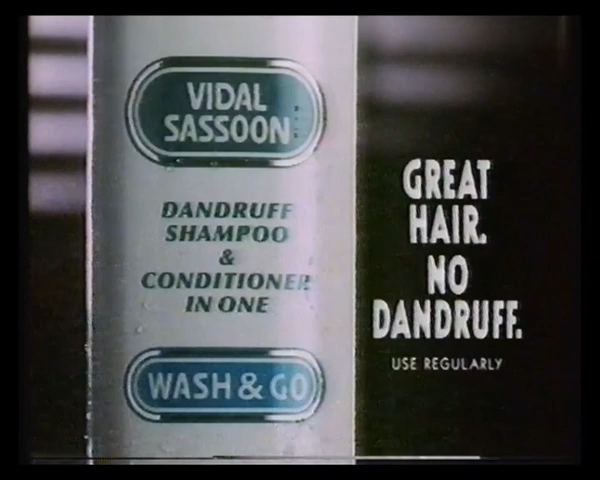 VIDAL
SASSOON
DANDRUFF
SHAMPOO
&
CONDITIONER
IN ONE
WASH & GO
GREAT
HAIR.
NO
DANDRUFF.
USE REGULARLY